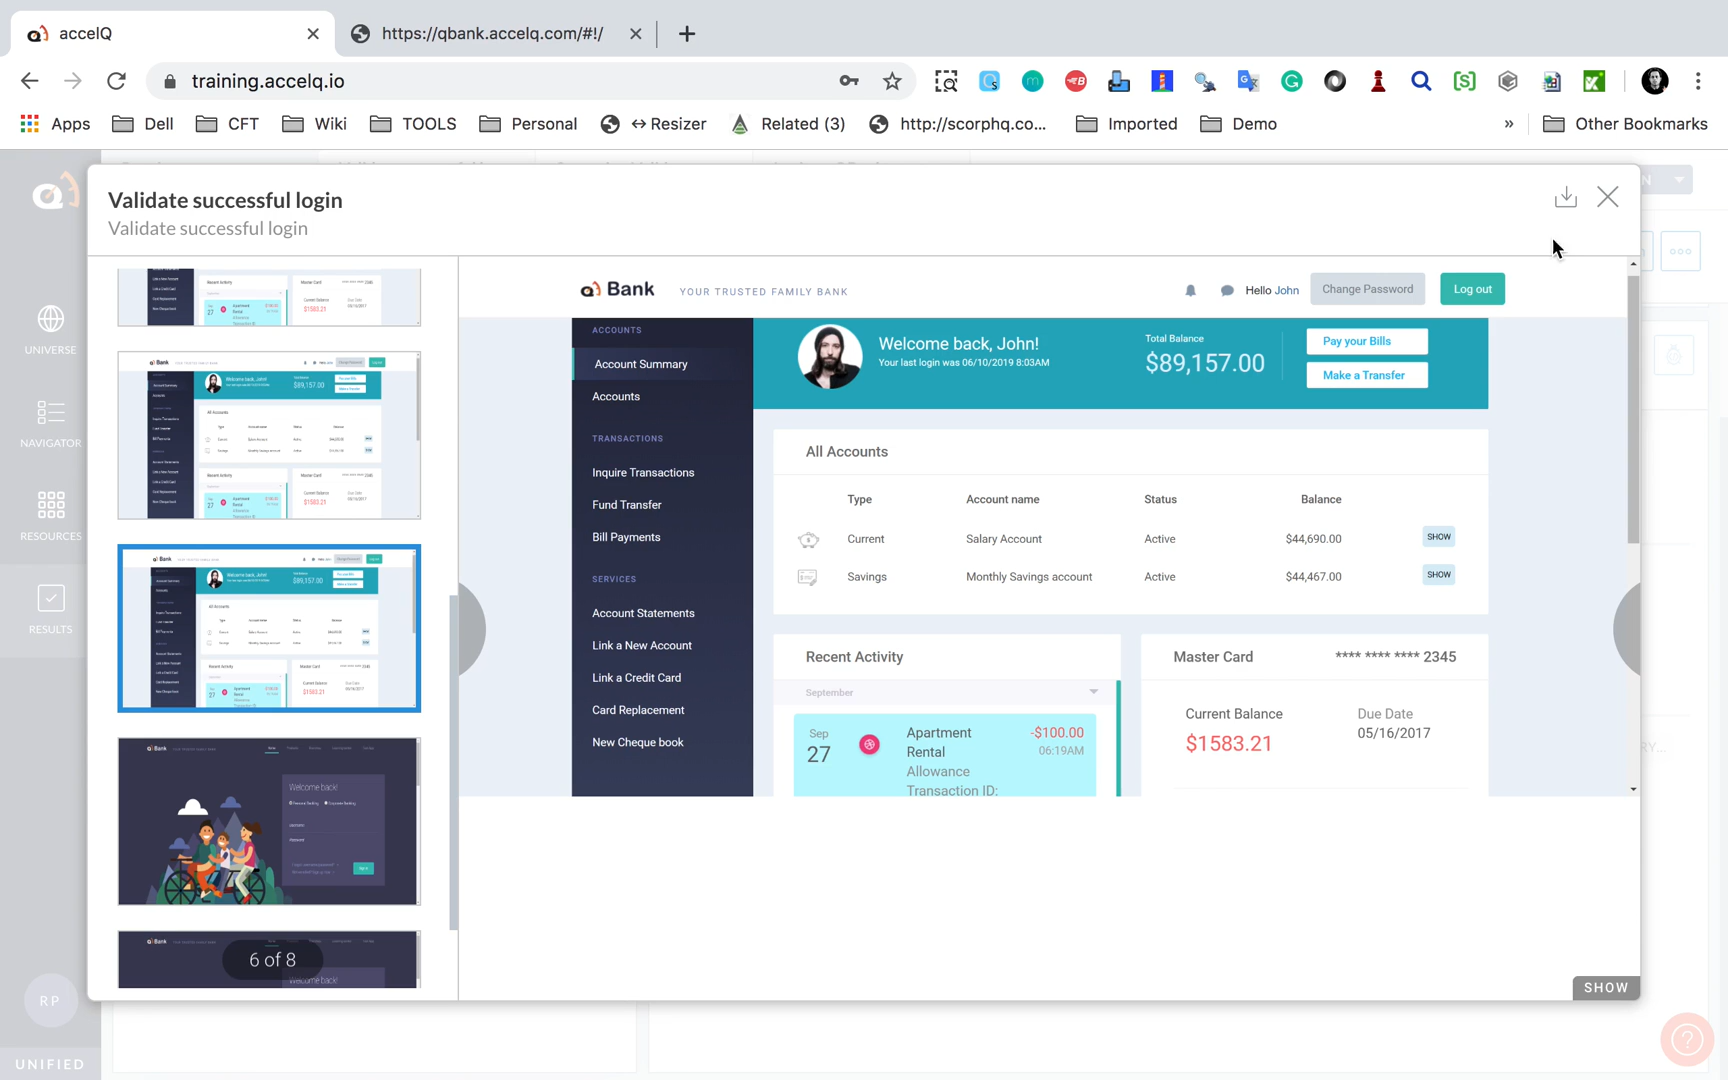 accelQ
https://qbank.accelq.com/#!/
training.accelq.io
Apps
Dell
CFT
Wiki
TOOLS
Personal
↔Resizer
Related (3)
http://scorphq.co...
Imported
Demo
»
Other Bookmarks
UNIVERSE
NAVIGATOR
RESOURCES
RESULTS
RP
UNIFIED
Validate successful login
Validate successful login
6 of 8
Bank
YOUR TRUSTED FAMILY BANK
Hello John
Change Password
Log out
ACCOUNTS
Account Summary
Accounts
TRANSACTIONS
Inquire Transactions
Fund Transfer
Bill Payments
SERVICES
Account Statements
Link a New Account
Link a Credit Card
Card Replacement
New Cheque book
Welcome back, John!
Your last login was 06/10/2019 8:03AM
Total Balance
$89,157.00
Pay your Bills
Make a Transfer
All Accounts
Type Account name Status Balance
Current Salary Account Active $44,690.00 SHOW
Savings Monthly Savings account Active $44,467.00 SHOW
Recent Activity
September
Sep
27
Apartment
Rental
Allowance
Transaction ID:
-$100.00
06:19AM
Master Card **** **** **** 2345
Current Balance
$1583.21
Due Date
05/16/2017
SHOW